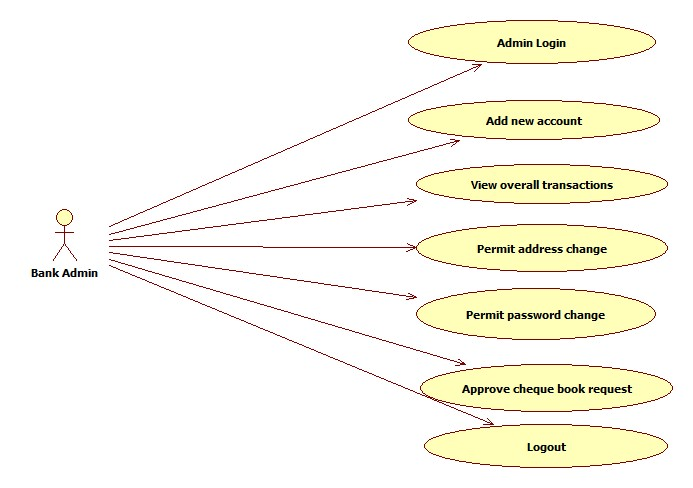 Admin Login
Add new account
View overall transactions
Bank Admin
Permit address change
Permit password change
Approve cheque book request
Logout